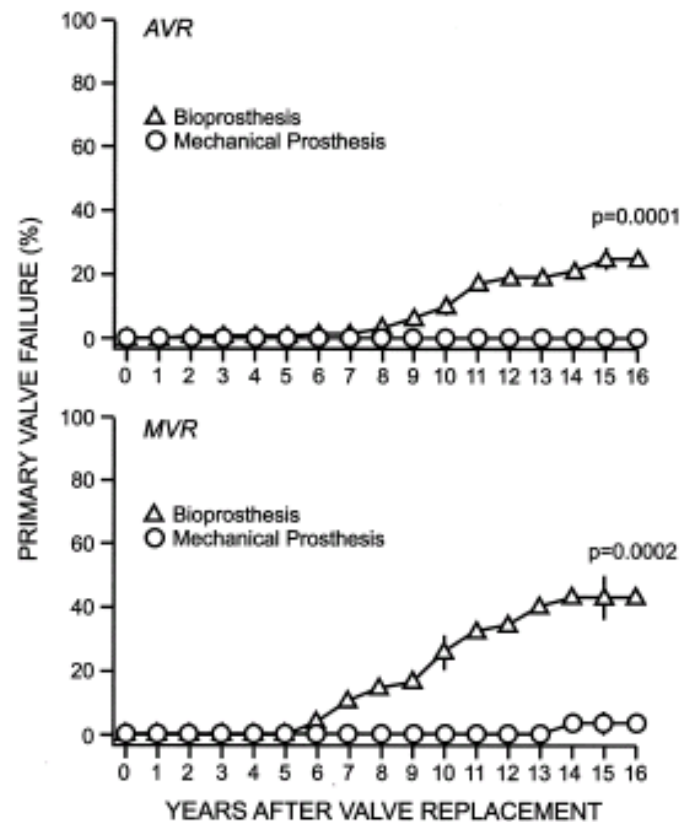 PRIMARY VALVE FAILURE (%)
AVR
Bioprosthesis
Mechanical Prosthesis
p=0.0001
100
80
60
40
20
0
0 1 2 3 4 5 6 7 8 9 10 11 12 13 14 15 16
MVR
Bioprosthesis
Mechanical Prosthesis
p=0.0002
100
80
60
40
20
0
0 1 2 3 4 5 6 7 8 9 10 11 12 13 14 15 16
YEARS AFTER VALVE REPLACEMENT